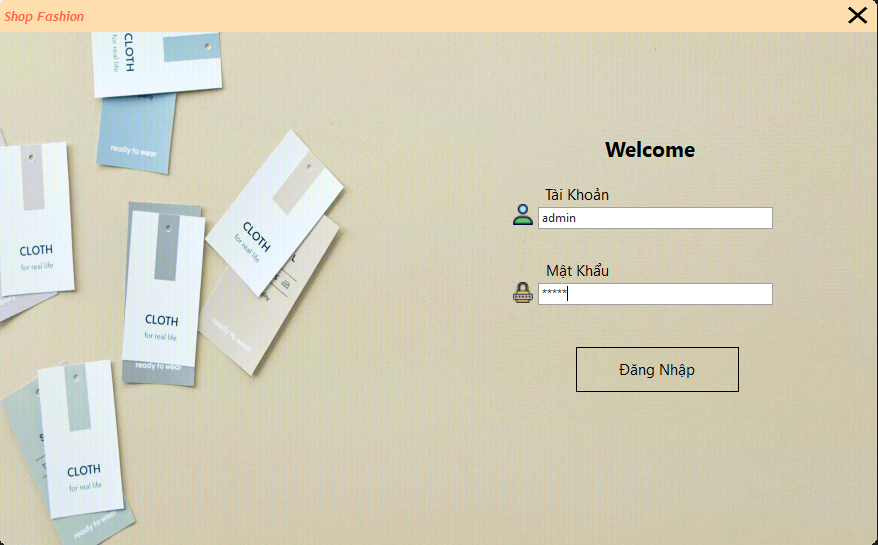 Shop Fashion
CLOTH
for real life
ready to wear
CLOTH
for real life
CLOTH
for real life
ready to wear
CLOTH
for real life
ready to wear
CLOTH
for real life
ready to wear
Welcome
Tài Khoản
admin
Mật Khẩu
*****
Đăng Nhập